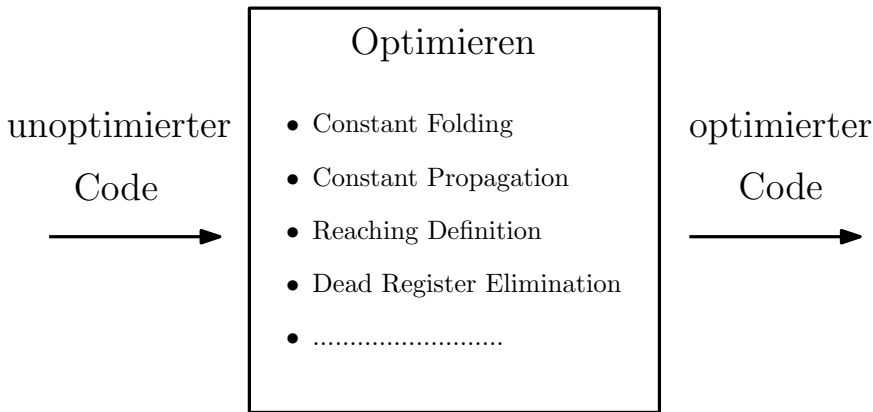 Optimieren
unoptimierter
Code
• Constant Folding
• Constant Propagation
• Reaching Definition
• Dead Register Elimination
• ..........................
optimierter
Code